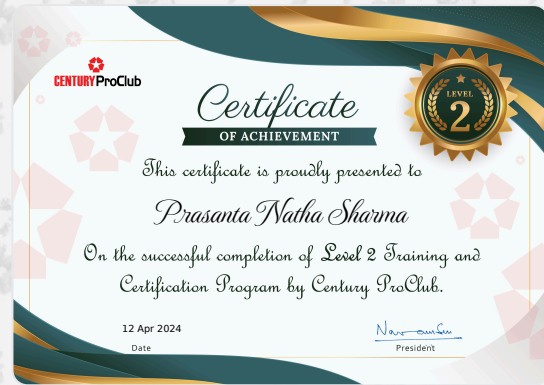 CENTURY ProClub
Certificate
OF ACHIEVEMENT
LEVEL
2
This certificate is proudly presented to
Prasanta Natha Sharma
On the successful completion of Level 2 Training and
Certification Program by Century ProClub.
12 Apr 2024
Date
President